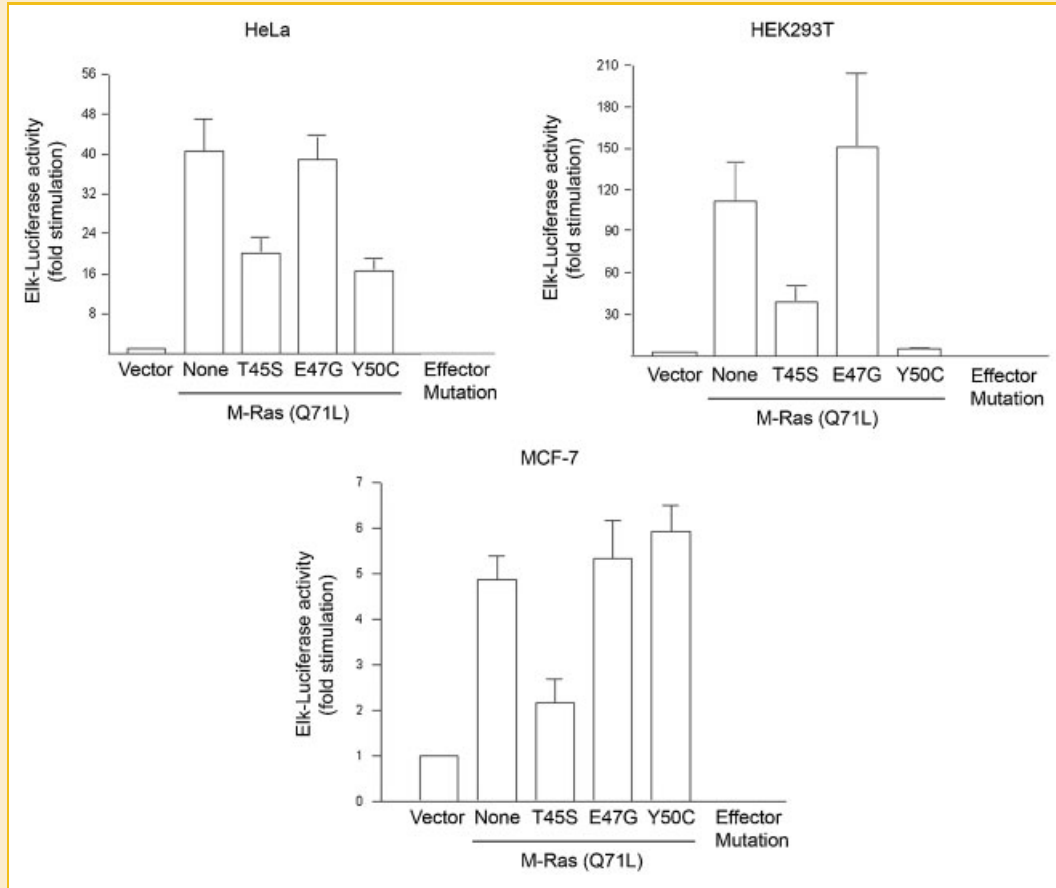 HeLa
Elk-Luciferase activity
(fold stimulation)
56
48
40
32
24
16
8
Vector None T45S E47G Y50C Effector
Mutation
M-Ras (Q71L)
HEK293T
Elk-Luciferase activity
(fold stimulation)
210
180
150
120
90
60
30
Vector None T45S E47G Y50C Effector
Mutation
M-Ras (Q71L)
MCF-7
Elk-Luciferase activity
(fold stimulation)
7
6
5
4
3
2
1
0
Vector None T45S E47G Y50C Effector
Mutation
M-Ras (Q71L)